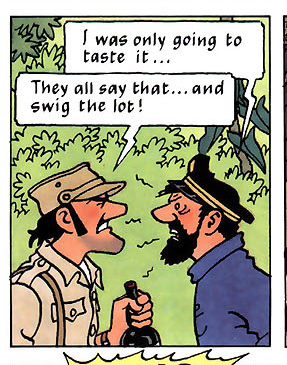 I was only going to
taste it...
They all say that...and
swig the lot!